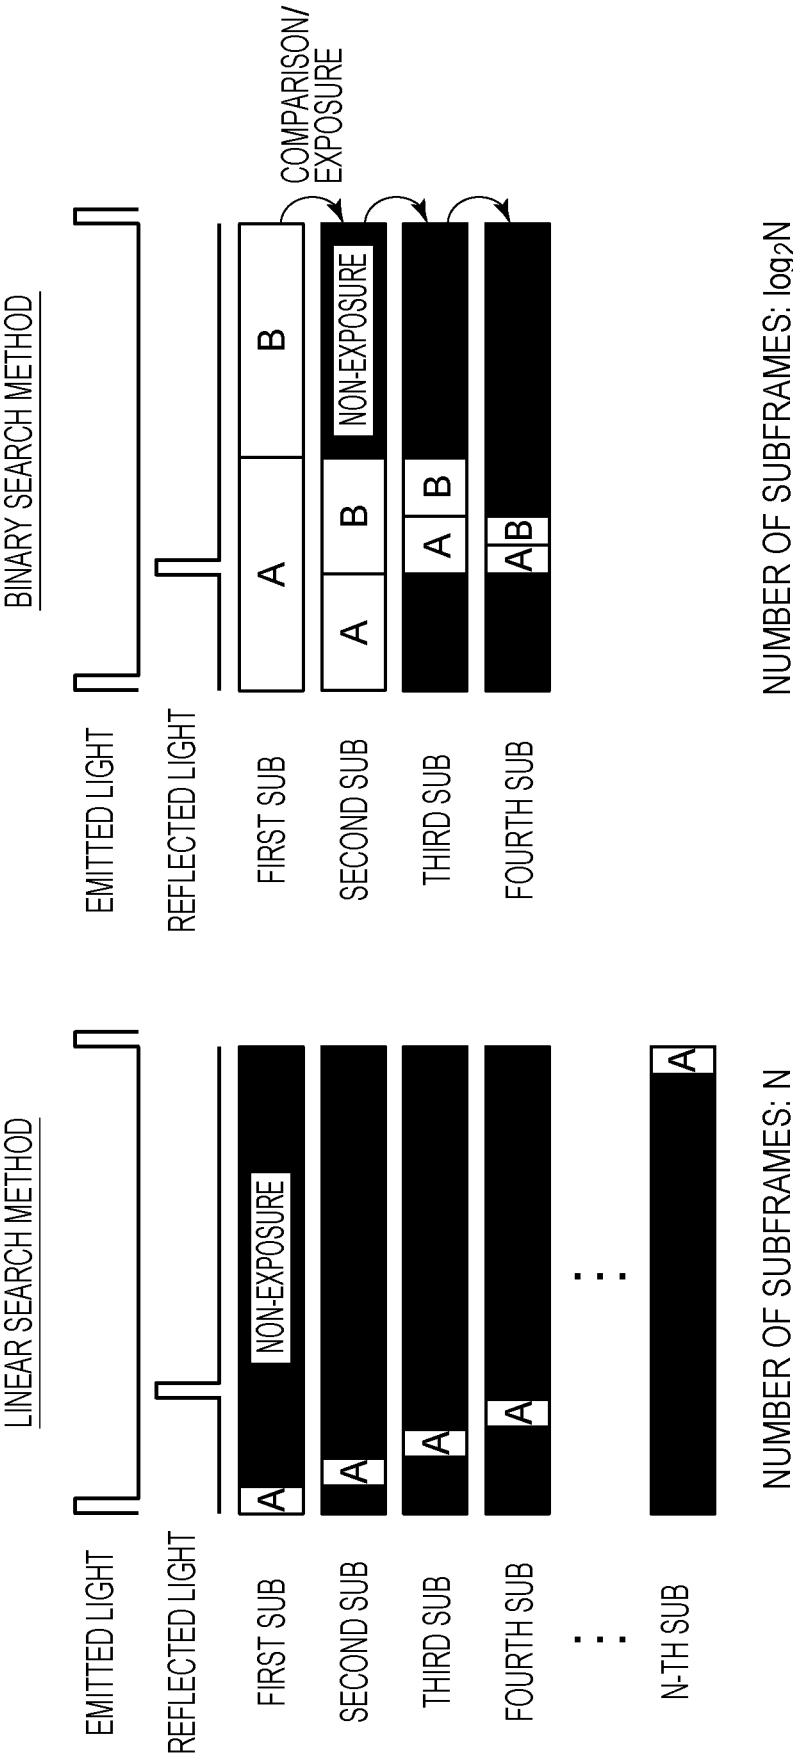 LINEAR SEARCH METHOD
EMITTED LIGHT
REFLECTED LIGHT
FIRST SUB
A
NON-EXPOSURE
SECOND SUB
A
THIRD SUB
A
FOURTH SUB
A
...
...
N-TH SUB
A
NUMBER OF SUBFRAMES: N
BINARY SEARCH METHOD
EMITTED LIGHT
REFLECTED LIGHT
FIRST SUB
A
B
COMPARISON/
EXPOSURE
SECOND SUB
A
B
NON-EXPOSURE
THIRD SUB
A
B
FOURTH SUB
A
B
NUMBER OF SUBFRAMES: log₂N